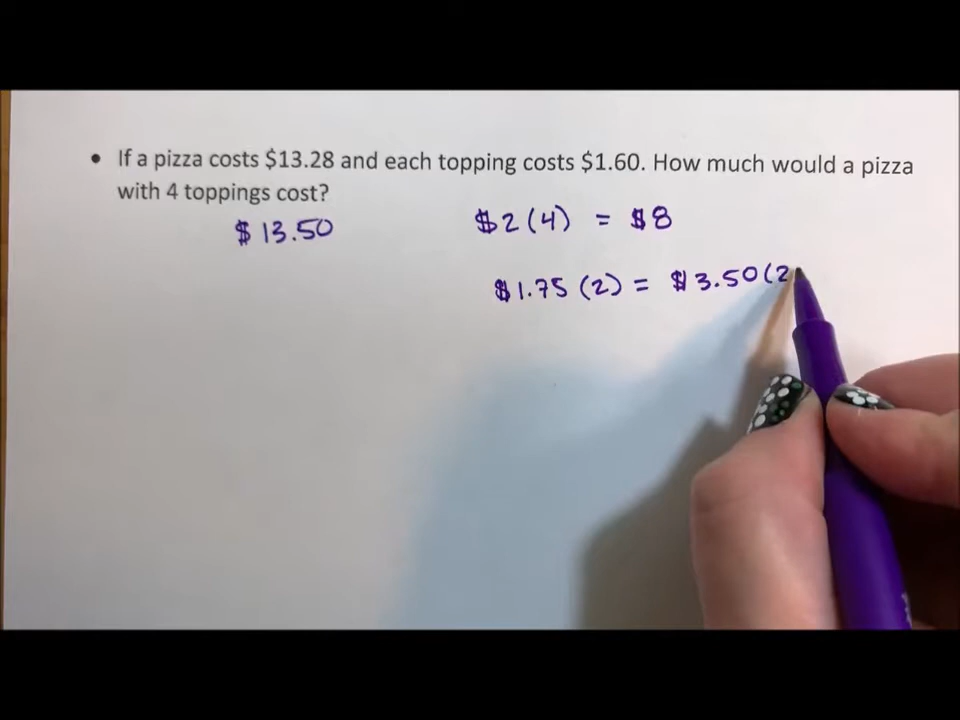 • If a pizza costs $13.28 and each topping costs $1.60. How much would a pizza
with 4 toppings cost?
$13.50
$2(4) = $8
$1.75(2) = $3.50(2